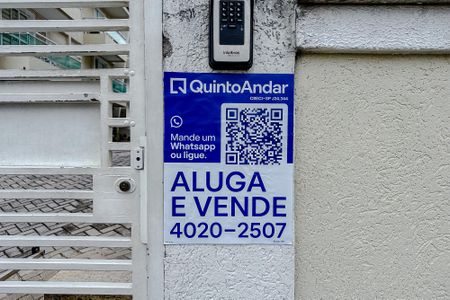 QuintoAndar
Mande um
Whatsapp
ou ligue.
ALUGA
E VENDE
4020-2507